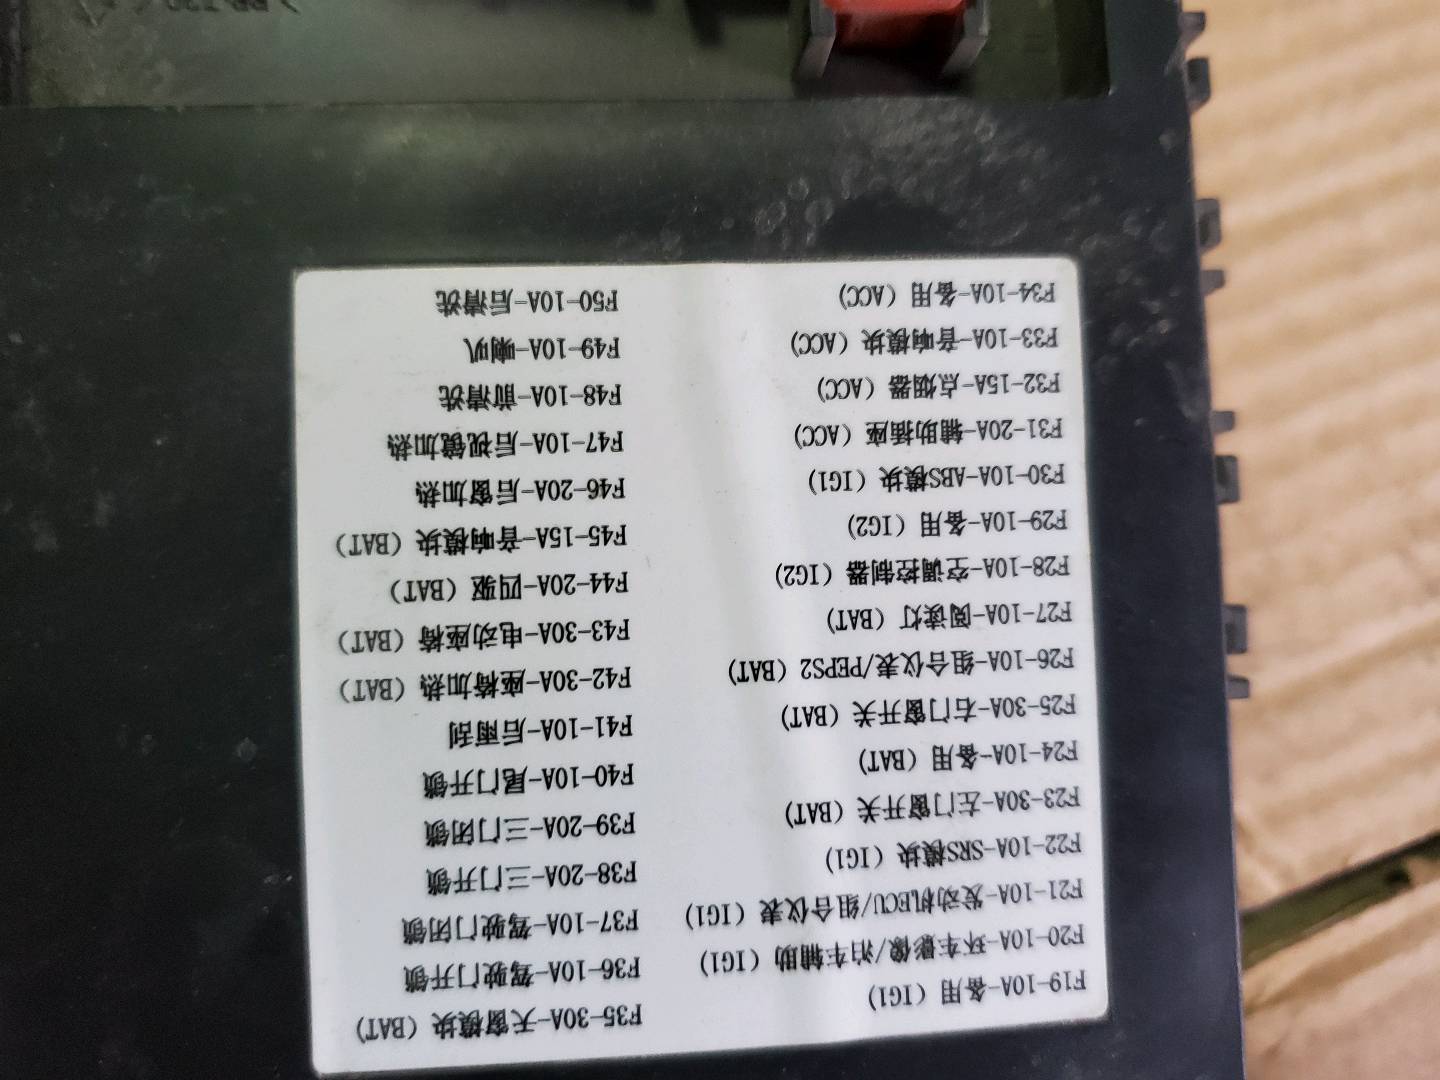 F19-10A-备用（IG1）
F20-10A-环车影像/泊车辅助（IG1）
F21-10A-发动机ECU/组合仪表（IG1）
F22-10A-SRS模块（IG1）
F23-30A-左门窗开关（BAT）
F24-10A-备用（BAT）
F25-30A-右门窗开关（BAT）
F26-10A-组合仪表/PEPS2（BAT）
F27-10A-阅读灯（BAT）
F28-10A-空调控制器（IG2）
F29-10A-备用（IG2）
F30-10A-ABS模块（IG1）
F31-20A-辅助插座（ACC）
F32-15A-点烟器（ACC）
F33-10A-音响模块（ACC）
F34-10A-备用（ACC）
F35-30A-天窗模块（BAT）
F36-10A-驾驶门开锁
F37-10A-驾驶门闭锁
F38-20A-三门开锁
F39-20A-三门闭锁
F40-10A-尾门开锁
F41-10A-后雨刮
F42-30A-座椅加热（BAT）
F43-30A-电动座椅（BAT）
F44-20A-四驱（BAT）
F45-15A-音响模块（BAT）
F46-20A-后窗加热
F47-10A-后视镜加热
F48-10A-前清洗
F49-10A-喇叭
F50-10A-后清洗